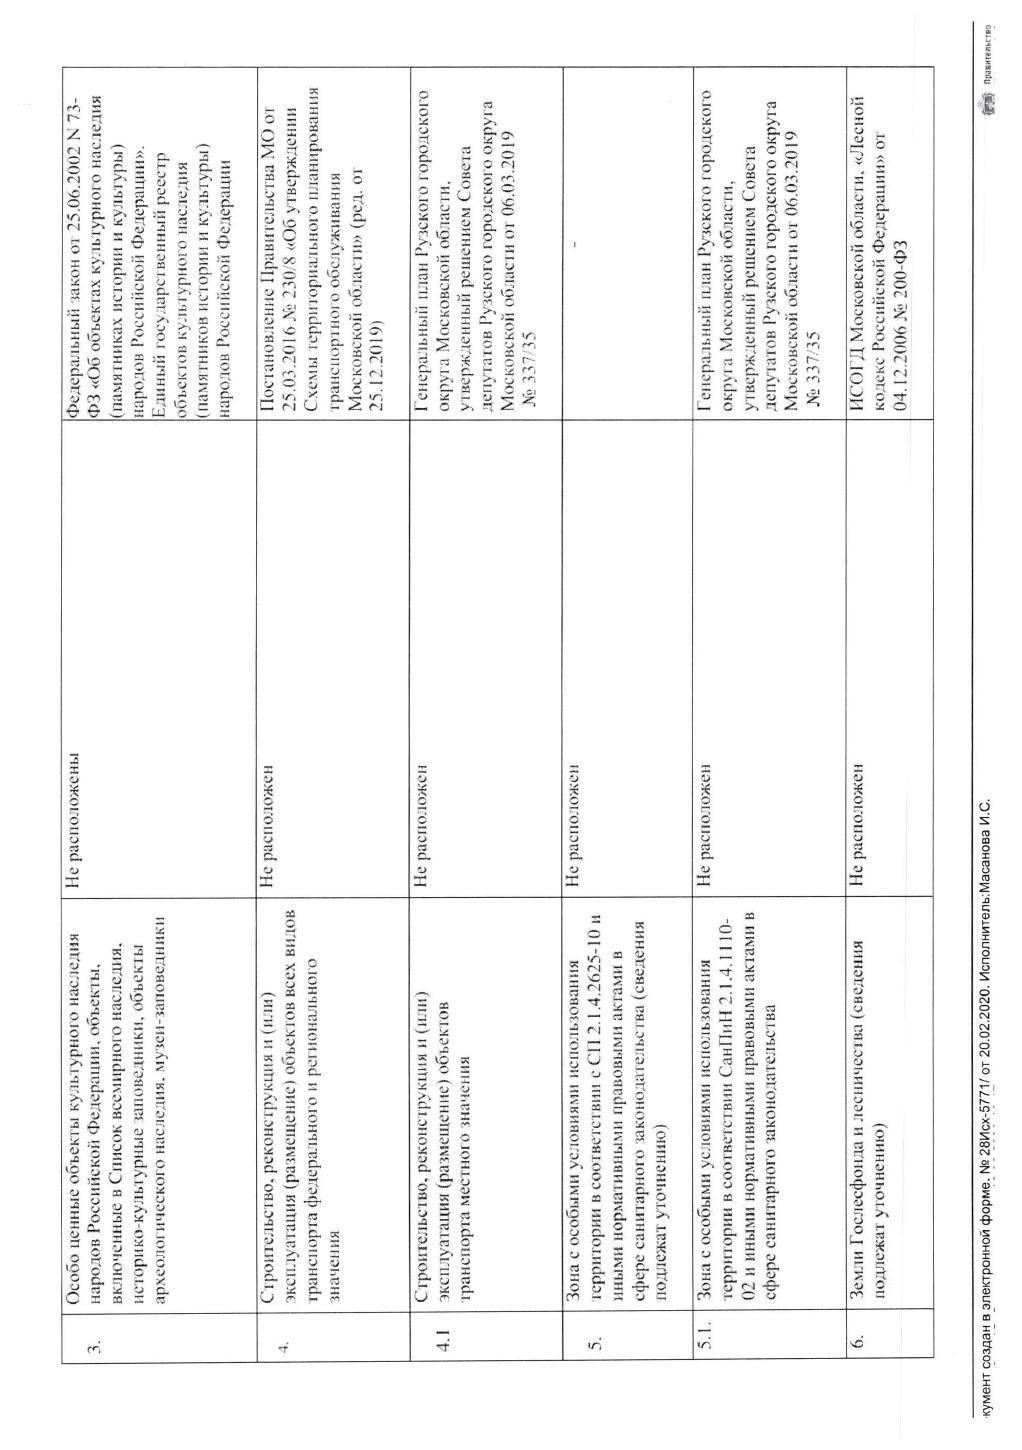 3.
Особо ценные объекты культурного наследия
народов Российской Федерации, объекты,
включенные в Список всемирного наследия,
историко-культурные заповедники, объекты
археологического наследия, музеи-заповедники
Не расположены
Федеральный закон от 25.06.2002 N 73-
ФЗ «Об объектах культурного наследия
(памятниках истории и культуры)
народов Российской Федерации».
Единый государственный реестр
объектов культурного наследия
(памятников истории и культуры)
народов Российской Федерации
4.
Строительство, реконструкция и (или)
эксплуатация (размещение) объектов всех видов
транспорта федерального и регионального
значения
Не расположен
Постановление Правительства МО от
25.03.2016 № 230/8 «Об утверждении
Схемы территориального планирования
транспортного обслуживания
Московской области» (ред. от
25.12.2019)
4.1
Строительство, реконструкция и (или)
эксплуатация (размещение) объектов
транспорта местного значения
Не расположен
Генеральный план Рузского городского
округа Московской области,
утвержденный решением Совета
депутатов Рузского городского округа
Московской области от 06.03.2019
№ 337/35
5.
Зона с особыми условиями использования
территории в соответствии с СП 2.1.4.2625-10 и
иными нормативными правовыми актами в
сфере санитарного законодательства (сведения
подлежат уточнению)
Не расположен
-
5.1.
Зона с особыми условиями использования
территории в соответствии СанПиН 2.1.4.1110-
02 и иными нормативными правовыми актами в
сфере санитарного законодательства
Не расположен
Генеральный план Рузского городского
округа Московской области,
утвержденный решением Совета
депутатов Рузского городского округа
Московской области от 06.03.2019
№ 337/35
6.
Земли Гослесфонда и лесничества (сведения
подлежат уточнению)
Не расположен
ИСОГД Московской области, «Лесной
кодекс Российской Федерации» от
04.12.2006 № 200-ФЗ
кумент создан в электронной форме. № 28Исх-5771/ от 20.02.2020. Исполнитель:Масанова И.С.
Правительство